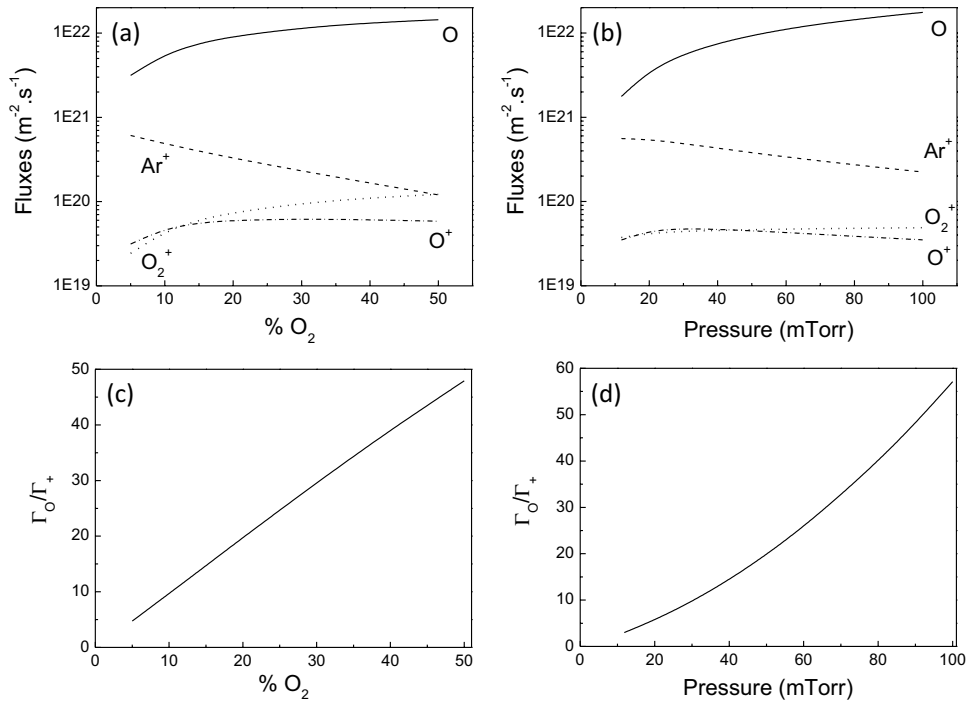 (a)
Fluxes (m⁻².s⁻¹)
1E22
1E21
1E20
1E19
O
Ar⁺
O₂⁺
O⁺
0 10 20 30 40 50
% O₂
(b)
Fluxes (m⁻².s⁻¹)
1E22
1E21
1E20
1E19
O
Ar⁺
O₂⁺
O⁺
0 20 40 60 80 100
Pressure (mTorr)
(c)
Γ_O/Γ₊
50
40
30
20
10
0
0 10 20 30 40 50
% O₂
(d)
Γ_O/Γ₊
60
50
40
30
20
10
0
0 20 40 60 80 100
Pressure (mTorr)